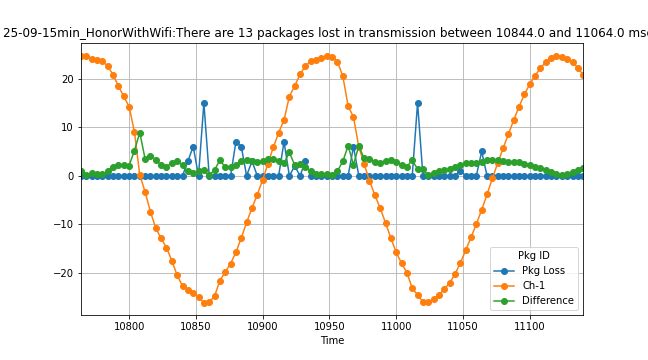 25-09-15min_HonorWithWifi:There are 13 packages lost in transmission between 10844.0 and 11064.0 mse
20
10
0
−10
−20
10800 10850 10900 10950 11000 11050 11100
Time
Pkg ID
Pkg Loss
Ch-1
Difference